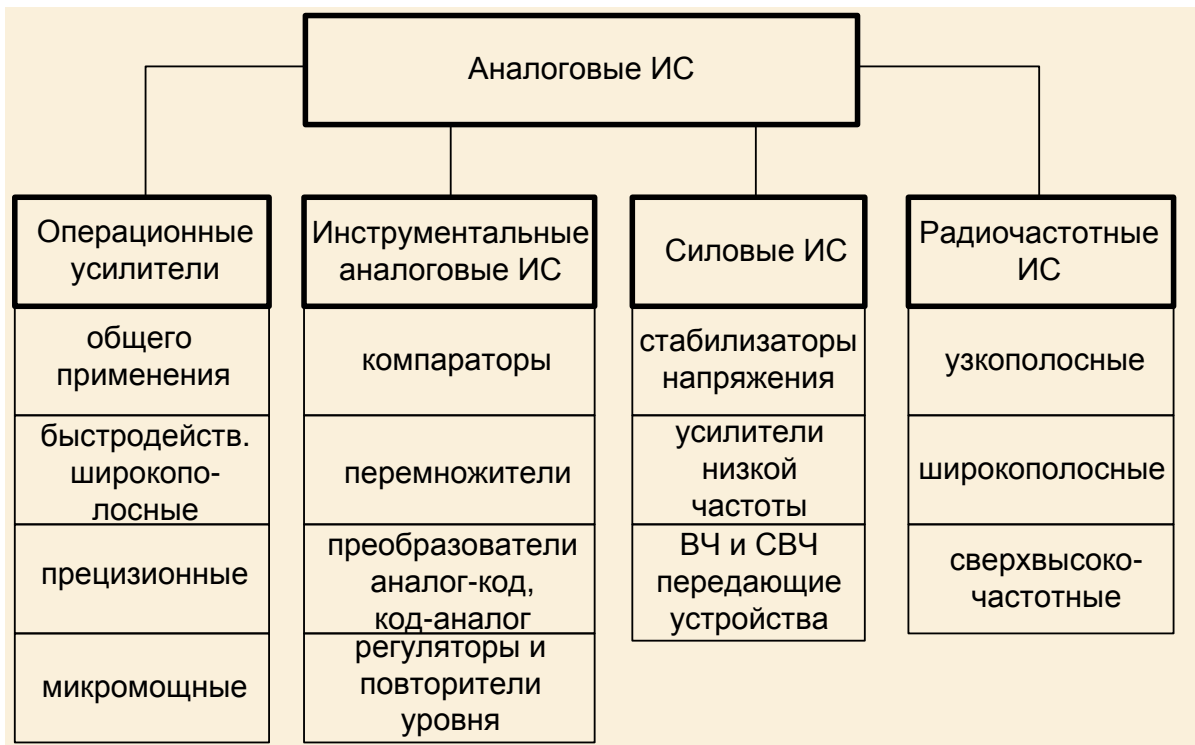 Аналоговые ИС
Операционные
усилители
общего
применения
быстродейств.
широкопо-
лосные
прецизионные
микромощные
Инструментальные
аналоговые ИС
компараторы
перемножители
преобразователи
аналог-код,
код-аналог
регуляторы и
повторители
уровня
Силовые ИС
стабилизаторы
напряжения
усилители
низкой
частоты
ВЧ и СВЧ
передающие
устройства
Радиочастотные
ИС
узкополосные
широкополосные
сверхвысоко-
частотные